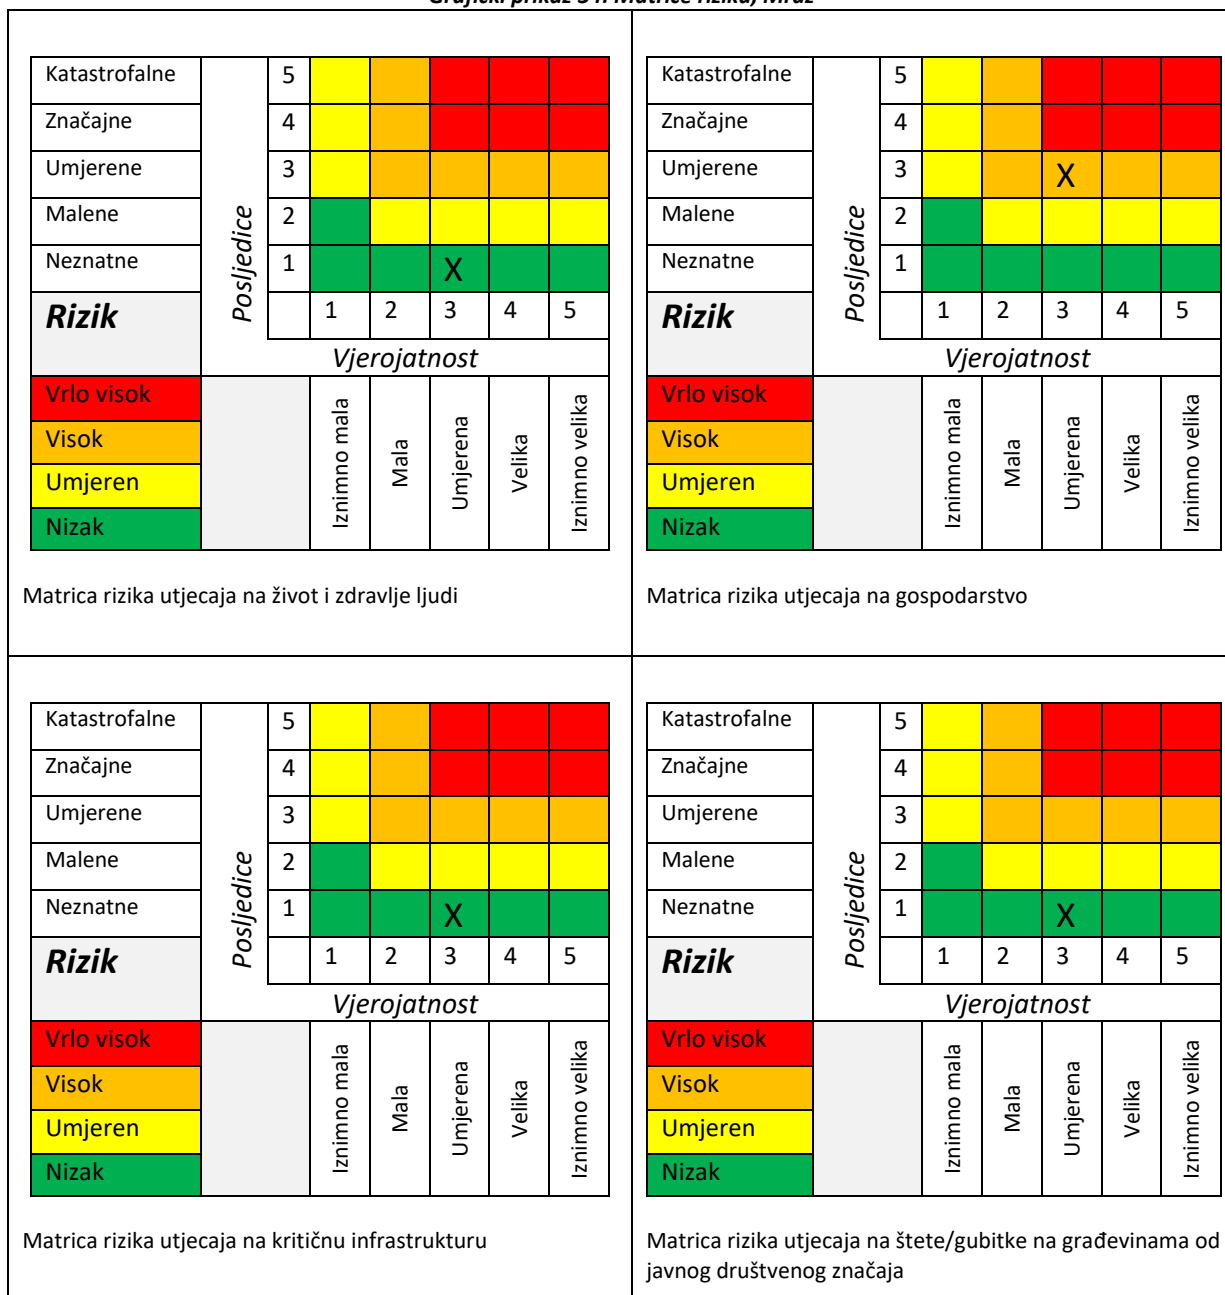 Matrice rizika, Mraz
Katastrofalne 5
Značajne 4
Umjerene 3
Malene 2
Neznatne 1 X
Posljedice
Rizik 1 2 3 4 5
Vjerojatnost
Vrlo visok
Visok
Umjeren
Nizak
Iznimno mala
Mala
Umjerena
Velika
Iznimno velika
Matrica rizika utjecaja na život i zdravlje ljudi
Katastrofalne 5
Značajne 4
Umjerene 3 X
Malene 2
Neznatne 1
Posljedice
Rizik 1 2 3 4 5
Vjerojatnost
Vrlo visok
Visok
Umjeren
Nizak
Iznimno mala
Mala
Umjerena
Velika
Iznimno velika
Matrica rizika utjecaja na gospodarstvo
Katastrofalne 5
Značajne 4
Umjerene 3
Malene 2
Neznatne 1 X
Posljedice
Rizik 1 2 3 4 5
Vjerojatnost
Vrlo visok
Visok
Umjeren
Nizak
Iznimno mala
Mala
Umjerena
Velika
Iznimno velika
Matrica rizika utjecaja na kritičnu infrastrukturu
Katastrofalne 5
Značajne 4
Umjerene 3
Malene 2
Neznatne 1 X
Posljedice
Rizik 1 2 3 4 5
Vjerojatnost
Vrlo visok
Visok
Umjeren
Nizak
Iznimno mala
Mala
Umjerena
Velika
Iznimno velika
Matrica rizika utjecaja na štete/gubitke na građevinama od
javnog društvenog značaja